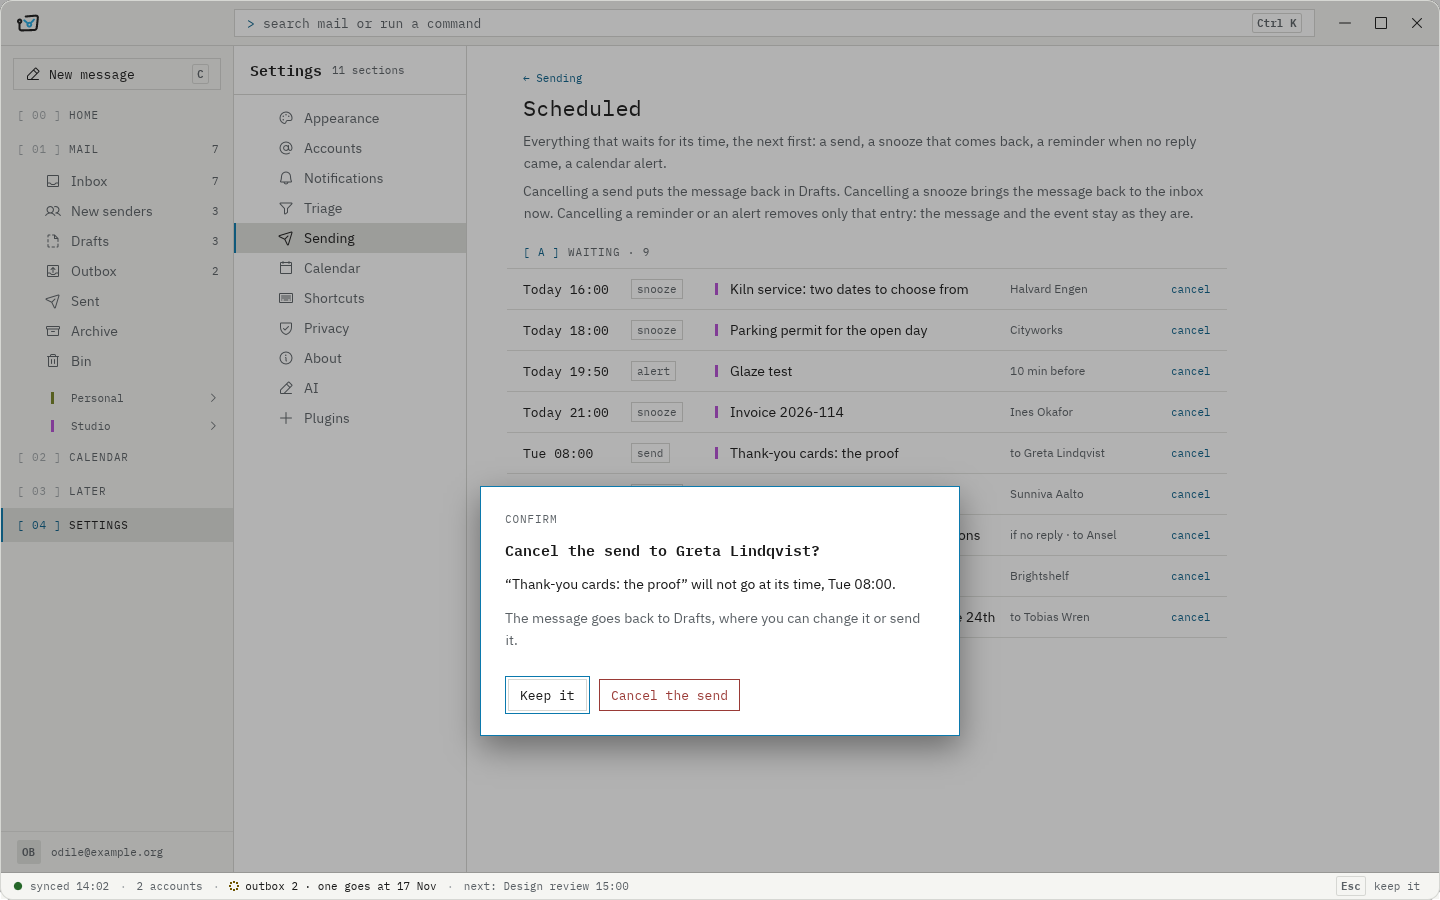 > search mail or run a command
Ctrl K
New message
C
[ 00 ] HOME
[ 01 ] MAIL 7
Inbox 7
New senders 3
Drafts 3
Outbox 2
Sent
Archive
Bin
Personal
Studio
[ 02 ] CALENDAR
[ 03 ] LATER
[ 04 ] SETTINGS
OB odile@example.org
Settings 11 sections
Appearance
Accounts
Notifications
Triage
Sending
Calendar
Shortcuts
Privacy
About
AI
Plugins
← Sending
Scheduled
Everything that waits for its time, the next first: a send, a snooze that comes back, a reminder when no reply
came, a calendar alert.
Cancelling a send puts the message back in Drafts. Cancelling a snooze brings the message back to the inbox
now. Cancelling a reminder or an alert removes only that entry: the message and the event stay as they are.
[ A ] WAITING · 9
Today 16:00 snooze Kiln service: two dates to choose from Halvard Engen cancel
Today 18:00 snooze Parking permit for the open day Cityworks cancel
Today 19:50 alert Glaze test 10 min before cancel
Today 21:00 snooze Invoice 2026-114 Ines Okafor cancel
Tue 08:00 send Thank-you cards: the proof to Greta Lindqvist cancel
Sunniva Aalto cancel
ons if no reply · to Ansel cancel
Brightshelf cancel
24th to Tobias Wren cancel
CONFIRM
Cancel the send to Greta Lindqvist?
“Thank-you cards: the proof” will not go at its time, Tue 08:00.
The message goes back to Drafts, where you can change it or send
it.
Keep it
Cancel the send
synced 14:02 · 2 accounts · outbox 2 · one goes at 17 Nov · next: Design review 15:00
Esc keep it